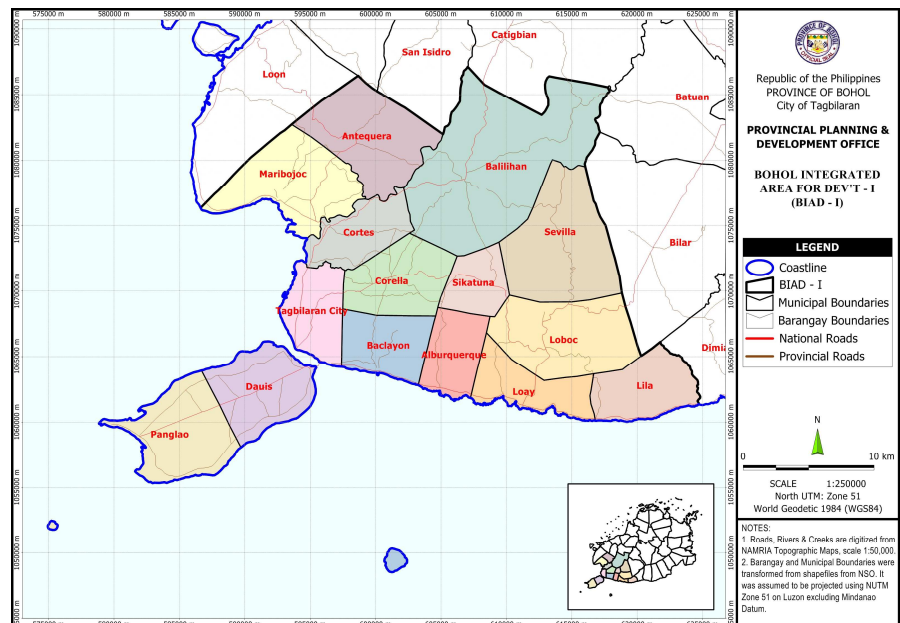 575000 m 580000 m 585000 m 590000 m 595000 m 600000 m 605000 m 610000 m 615000 m 620000 m 625000 m
1090000 m
1085000 m
1080000 m
1075000 m
1070000 m
1065000 m
1060000 m
1055000 m
1050000 m
San Isidro
Catigbian
Loon
Batuan
Antequera
Balilihan
Maribojoc
Cortes
Sevilla
Bilar
Corella
Sikatuna
Tagbilaran City
Baclayon
Alburquerque
Loboc
Dimia
Dauis
Loay
Lila
Panglao
PROVINCE OF BOHOL
OFFICIAL SEAL
Republic of the Philippines
PROVINCE OF BOHOL
City of Tagbilaran
PROVINCIAL PLANNING &
DEVELOPMENT OFFICE
BOHOL INTEGRATED
AREA FOR DEV'T - I
(BIAD - I)
LEGEND
Coastline
BIAD - I
Municipal Boundaries
Barangay Boundaries
National Roads
Provincial Roads
N
0 10 km
SCALE 1:250000
North UTM: Zone 51
World Geodetic 1984 (WGS84)
NOTES:
1. Roads, Rivers & Creeks are digitized from
NAMRIA Topographic Maps, scale 1:50,000.
2. Barangay and Municipal Boundaries were
transformed from shapefiles from NSO. It
was assumed to be projected using NUTM
Zone 51 on Luzon excluding Mindanao
Datum.